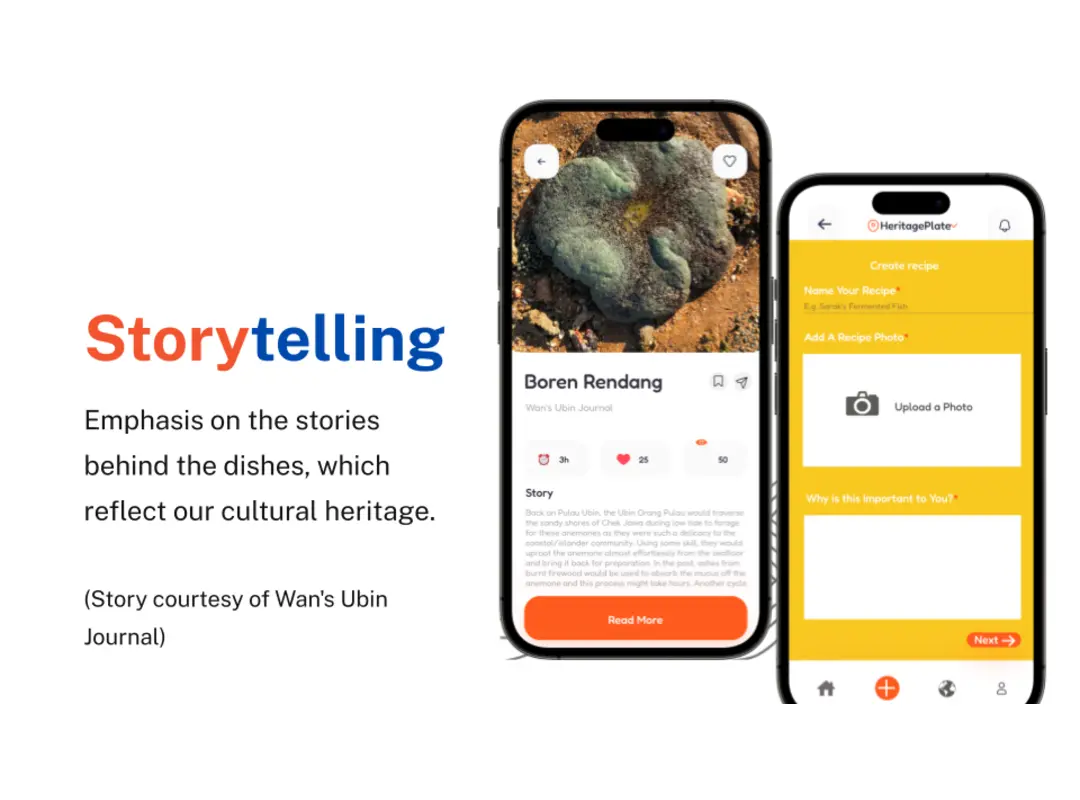 Storytelling
Emphasis on the stories
behind the dishes, which
reflect our cultural heritage.
(Story courtesy of Wan's Ubin
Journal)
Boren Rendang
Wan's Ubin Journal
3h
25
50
Story
Back on Pulau Ubin, the Ubin Orang Pulau would traverse
the sandy shores of Chek Jawa during low tide to forage
for these anemones as they were such a delicacy to the
coastal/islander community. Using some skill, they would
uproot the anemone almost effortlessly from the seafloor
and bring it back for preparation. In the past, ashes from
burnt firewood would be used to absorb the mucus off the
anemone and this process might take hours. Another cycle
Read More
HeritagePlate
Create recipe
Name Your Recipe*
E.g. Sarah's Fermented Fish
Add A Recipe Photo*
Upload a Photo
Why is this important to You?*
Next